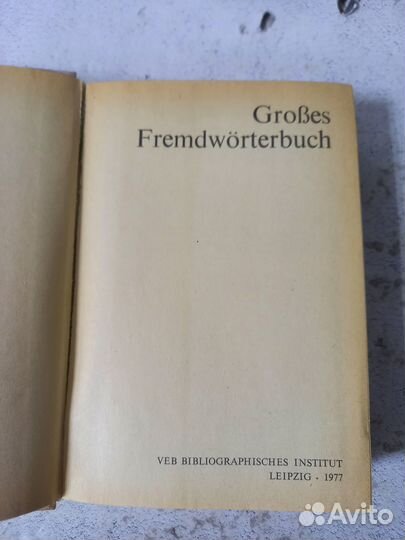 Großes
Fremdwörterbuch
VEB BIBLIOGRAPHISCHES INSTITUT
LEIPZIG · 1977
Avito